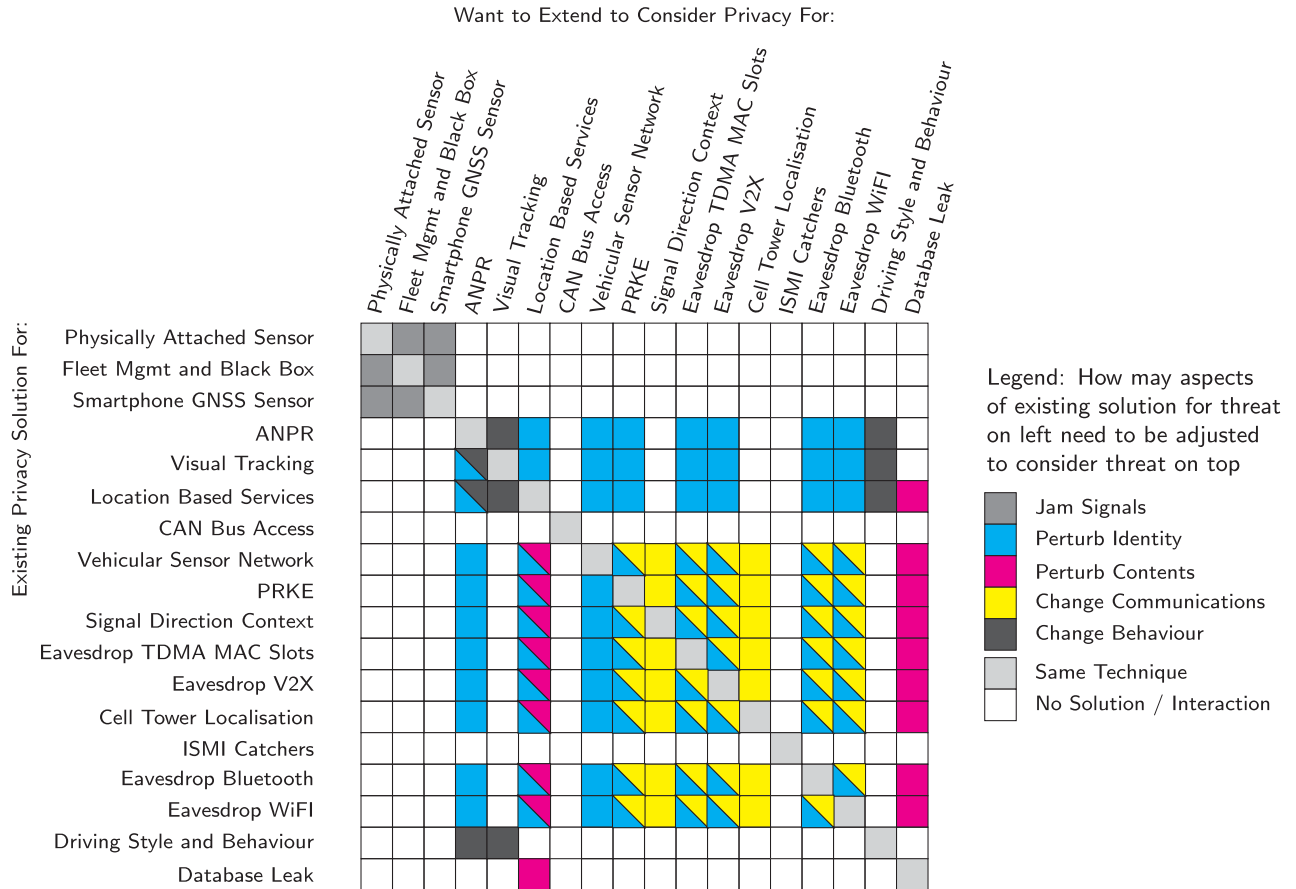 Want to Extend to Consider Privacy For:
Physically Attached Sensor
Fleet Mgmt and Black Box
Smartphone GNSS Sensor
ANPR
Visual Tracking
Location Based Services
CAN Bus Access
Vehicular Sensor Network
PRKE
Signal Direction Context
Eavesdrop TDMA MAC Slots
Eavesdrop V2X
Cell Tower Localisation
ISMI Catchers
Eavesdrop Bluetooth
Eavesdrop WiFI
Driving Style and Behaviour
Database Leak
Existing Privacy Solution For:
Physically Attached Sensor
Fleet Mgmt and Black Box
Smartphone GNSS Sensor
ANPR
Visual Tracking
Location Based Services
CAN Bus Access
Vehicular Sensor Network
PRKE
Signal Direction Context
Eavesdrop TDMA MAC Slots
Eavesdrop V2X
Cell Tower Localisation
ISMI Catchers
Eavesdrop Bluetooth
Eavesdrop WiFI
Driving Style and Behaviour
Database Leak
Legend: How may aspects
of existing solution for threat
on left need to be adjusted
to consider threat on top
Jam Signals
Perturb Identity
Perturb Contents
Change Communications
Change Behaviour
Same Technique
No Solution / Interaction